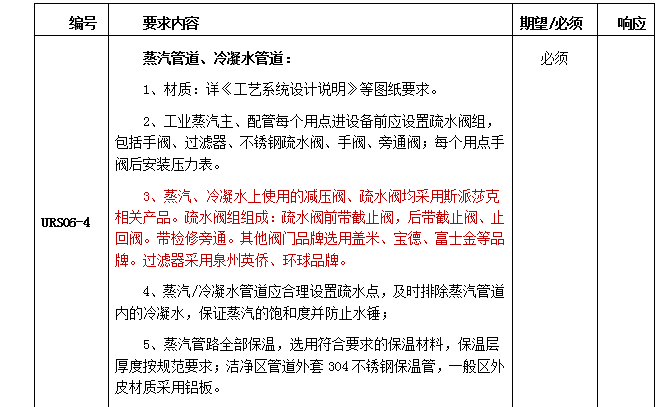 编号 要求内容 期望/必须 响应
蒸汽管道、冷凝水管道： 必须
1、材质：详《工艺系统设计说明》等图纸要求。
2、工业蒸汽主、配管每个用点进设备前应设置疏水阀组，
包括手阀、过滤器、不锈钢疏水阀、手阀、旁通阀；每个用点手
阀后安装压力表。
3、蒸汽、冷凝水上使用的减压阀、疏水阀均采用斯派莎克
相关产品。疏水阀组组成：疏水阀前带截止阀，后带截止阀、止
URS06-4
回阀。带检修旁通。其他阀门品牌选用盖米、宝德、富士金等品
牌。过滤器采用泉州英侨、环球品牌。
4、蒸汽/冷凝水管道应合理设置疏水点，及时排除蒸汽管道
内的冷凝水，保证蒸汽的饱和度并防止水锤；
5、蒸汽管路全部保温，选用符合要求的保温材料，保温层
厚度按规范要求；洁净区管道外套 304 不锈钢保温管，一般区外
皮材质采用铝板。